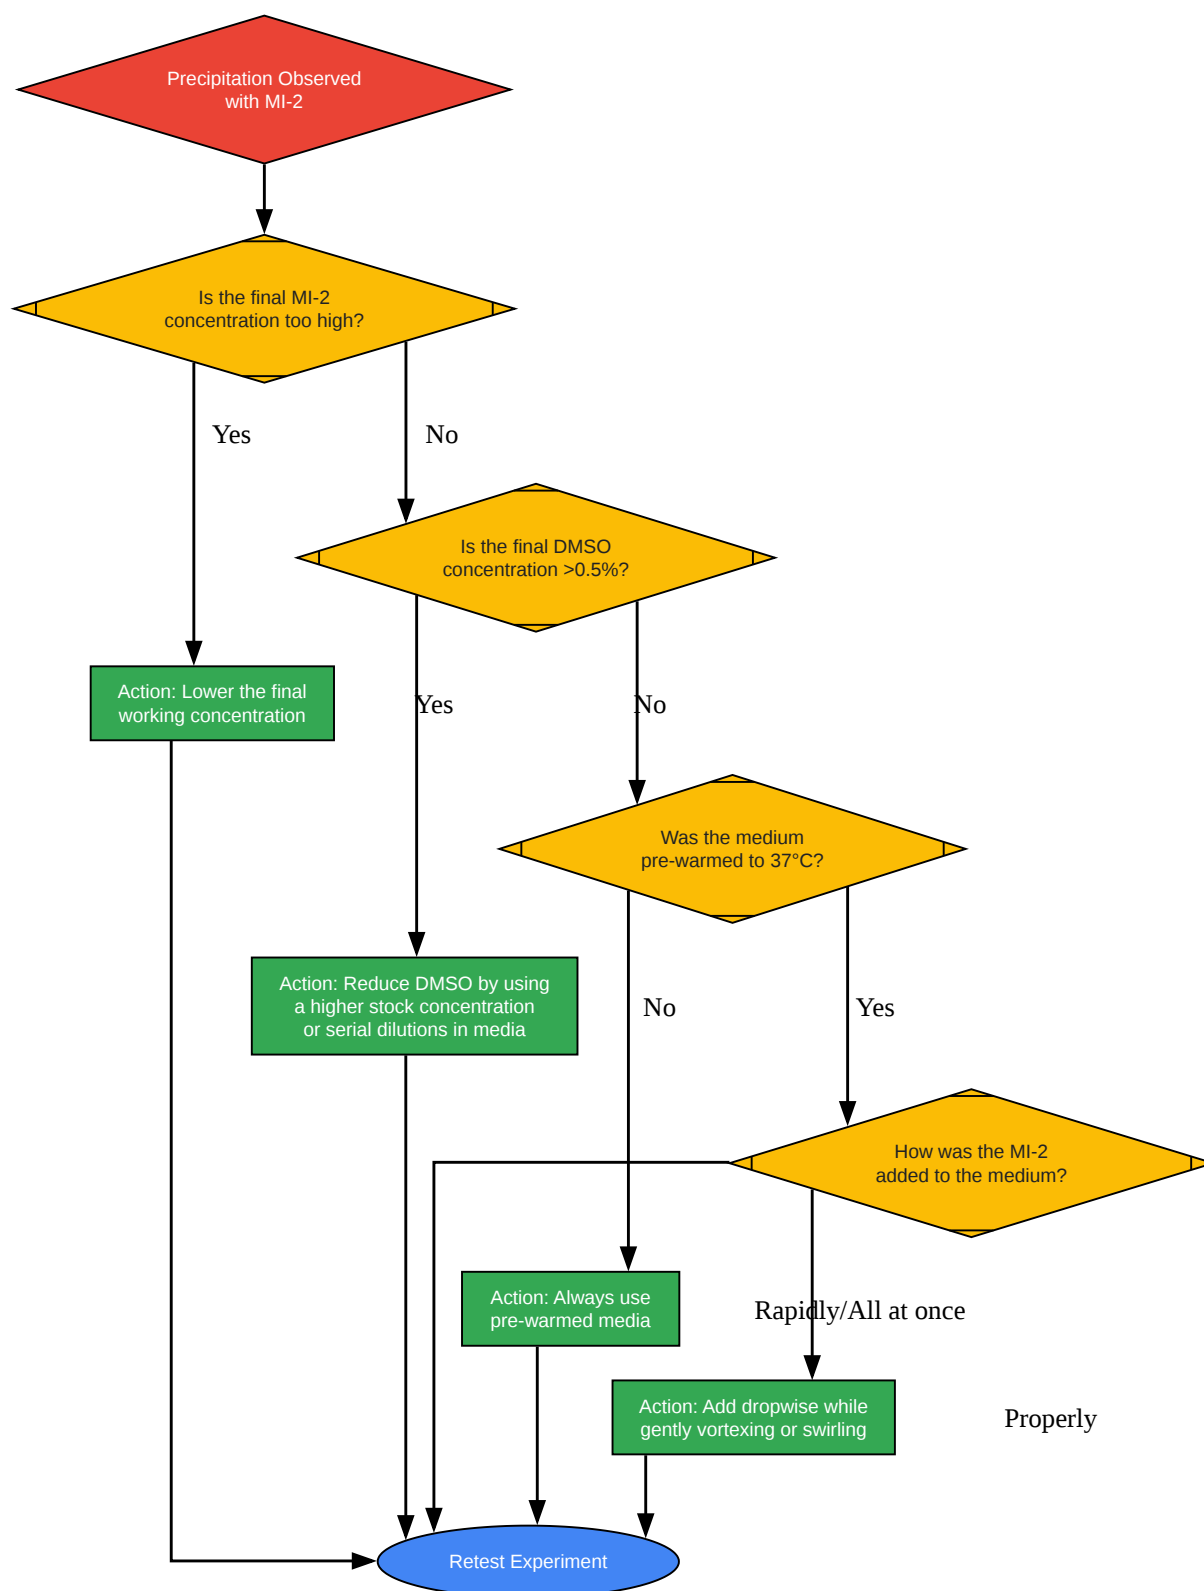 Precipitation Observed
with MI-2
Is the final MI-2
concentration too high?
Yes
No
Is the final DMSO
concentration >0.5%?
Action: Lower the final
working concentration
Yes
No
Was the medium
pre-warmed to 37°C?
Action: Reduce DMSO by using
a higher stock concentration
or serial dilutions in media
No
Yes
How was the MI-2
added to the medium?
Action: Always use
pre-warmed media
Rapidly/All at once
Action: Add dropwise while
gently vortexing or swirling
Properly
Retest Experiment